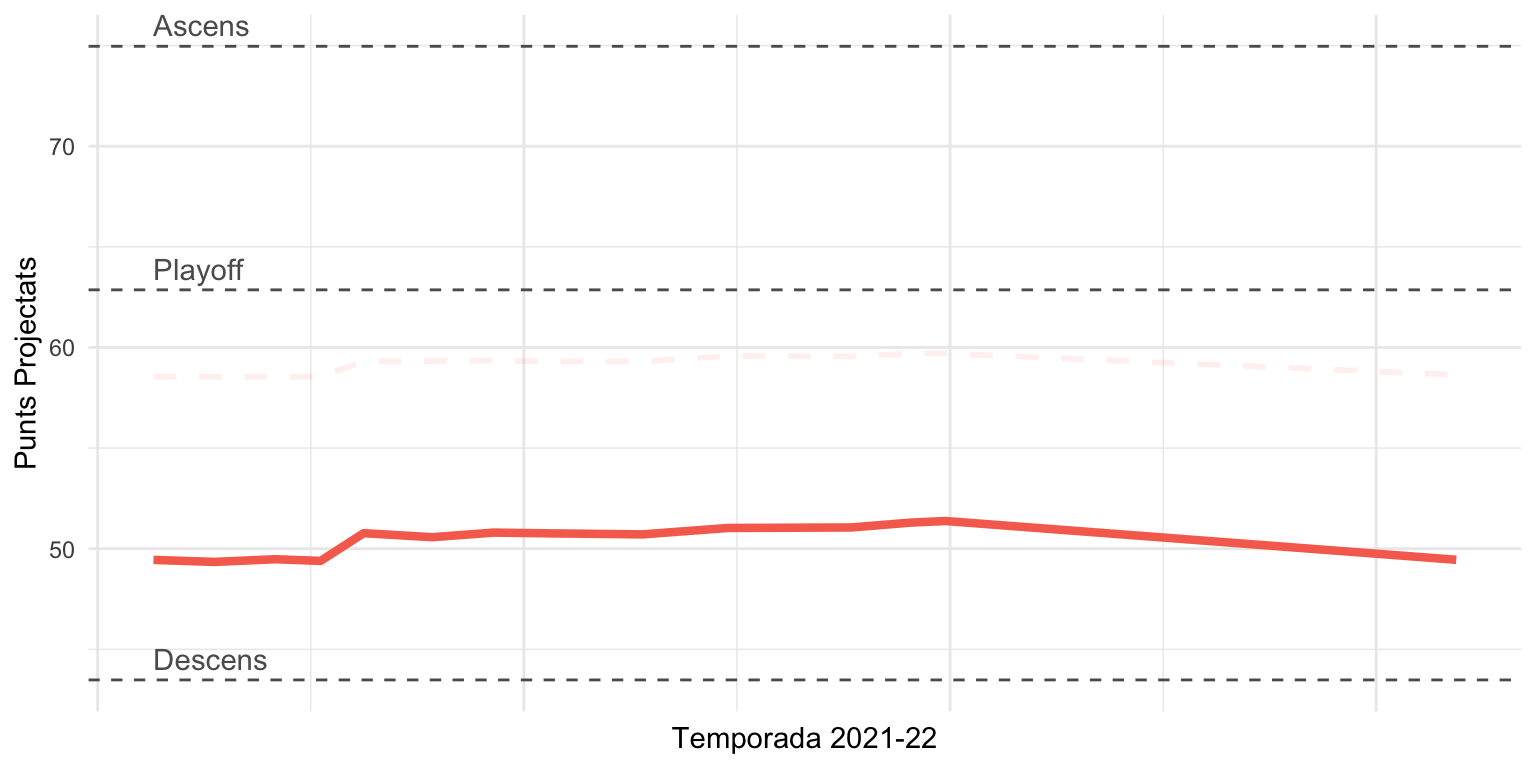 Ascens
70
Playoff
60
Punts Projectats
50
Descens
Temporada 2021-22